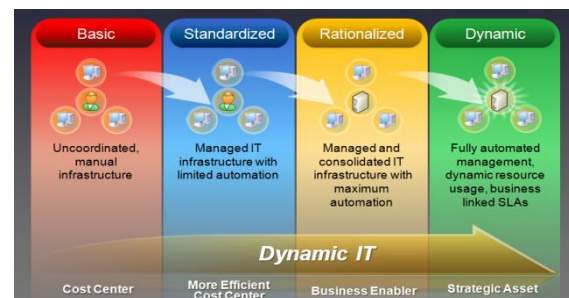 Basic
Standardized
Rationalized
Dynamic
Uncoordinated,
manual
infrastructure
Managed IT
infrastructure with
limited automation
Managed and
consolidated IT
infrastructure with
maximum
automation
Fully automated
management,
dynamic resource
usage, business
linked SLAs
Dynamic IT
Cost Center
More Efficient
Cost Center
Business Enabler
Strategic Asset